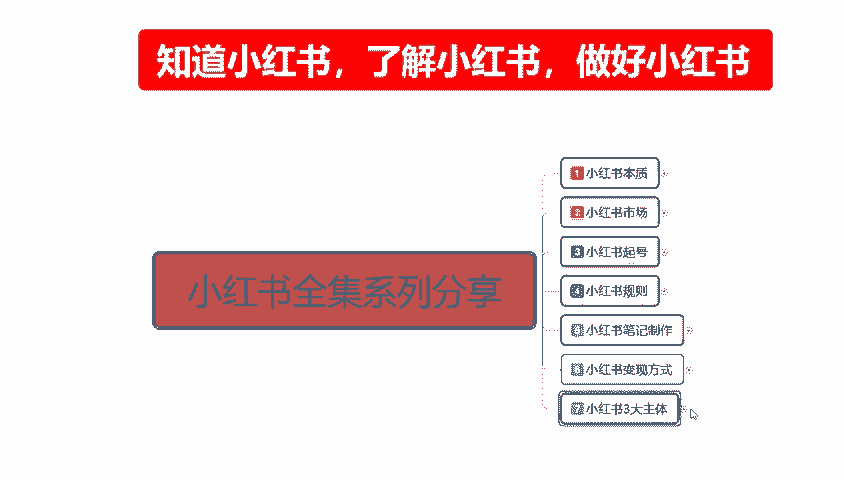 知道小红书，了解小红书，做好小红书
小红书全集系列分享
1 小红书本质
2 小红书市场
3 小红书起号
4 小红书规则
小红书笔记制作
小红书变现方式
7 小红书3大主体